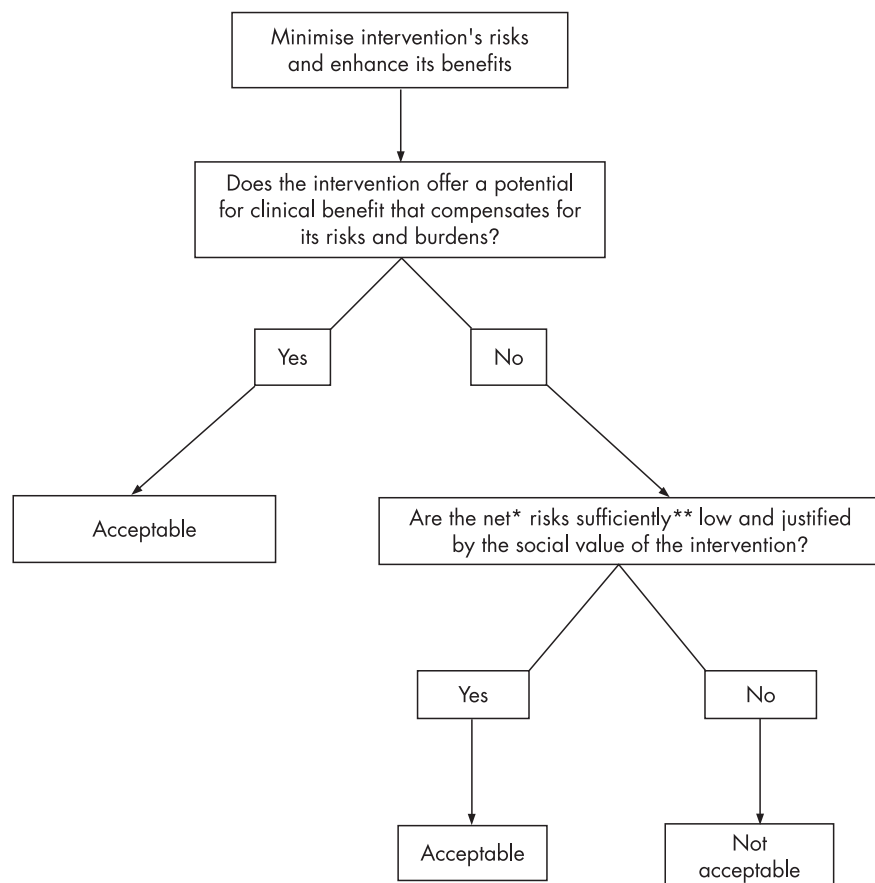 Minimise intervention's risks
and enhance its benefits
Does the intervention offer a potential
for clinical benefit that compensates for
its risks and burdens?
Yes
No
Acceptable
Are the net* risks sufficiently** low and justified
by the social value of the intervention?
Yes
No
Acceptable
Not
acceptable